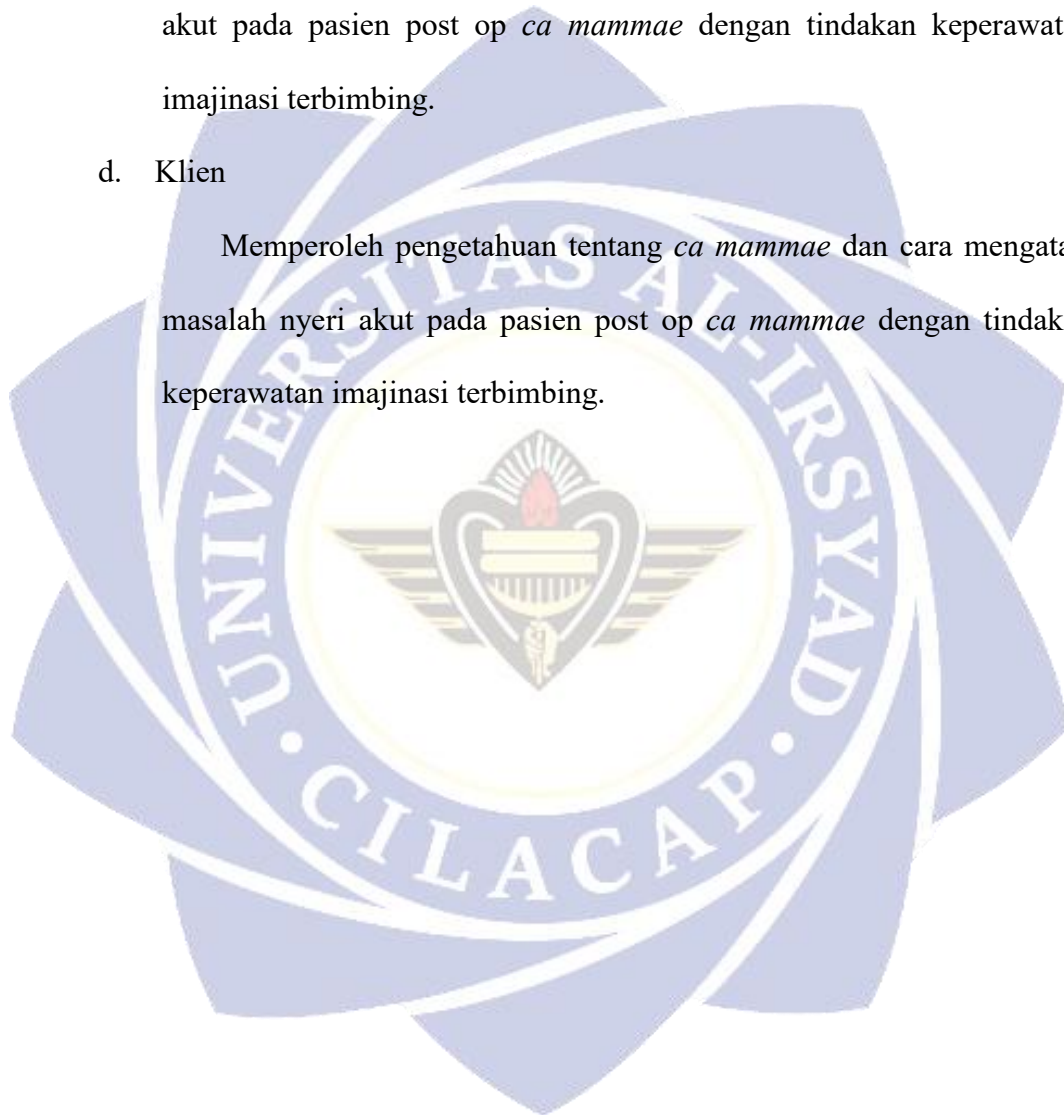 akut pada pasien post op ca mammae dengan tindakan keperawat
imajinasi terbimbing.
d. Klien
Memperoleh pengetahuan tentang ca mammae dan cara mengata
masalah nyeri akut pada pasien post op ca mammae dengan tindak
keperawatan imajinasi terbimbing.
UNIVERSITAS AL-IRSYAD
• CILACAP •